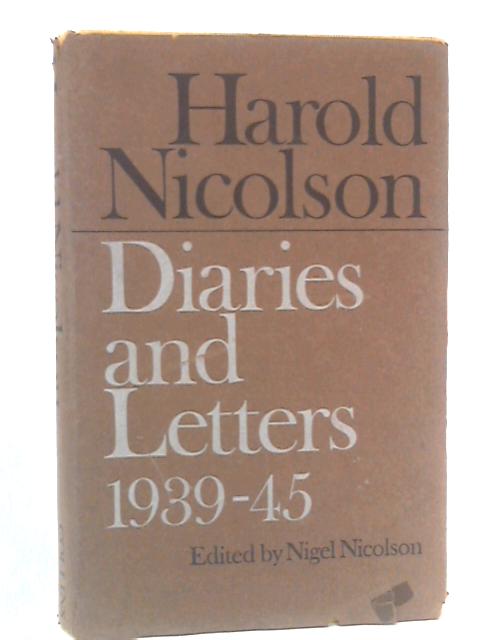 Harold
Nicolson
Diaries
and
Letters
1939-45
Edited by Nigel Nicolson